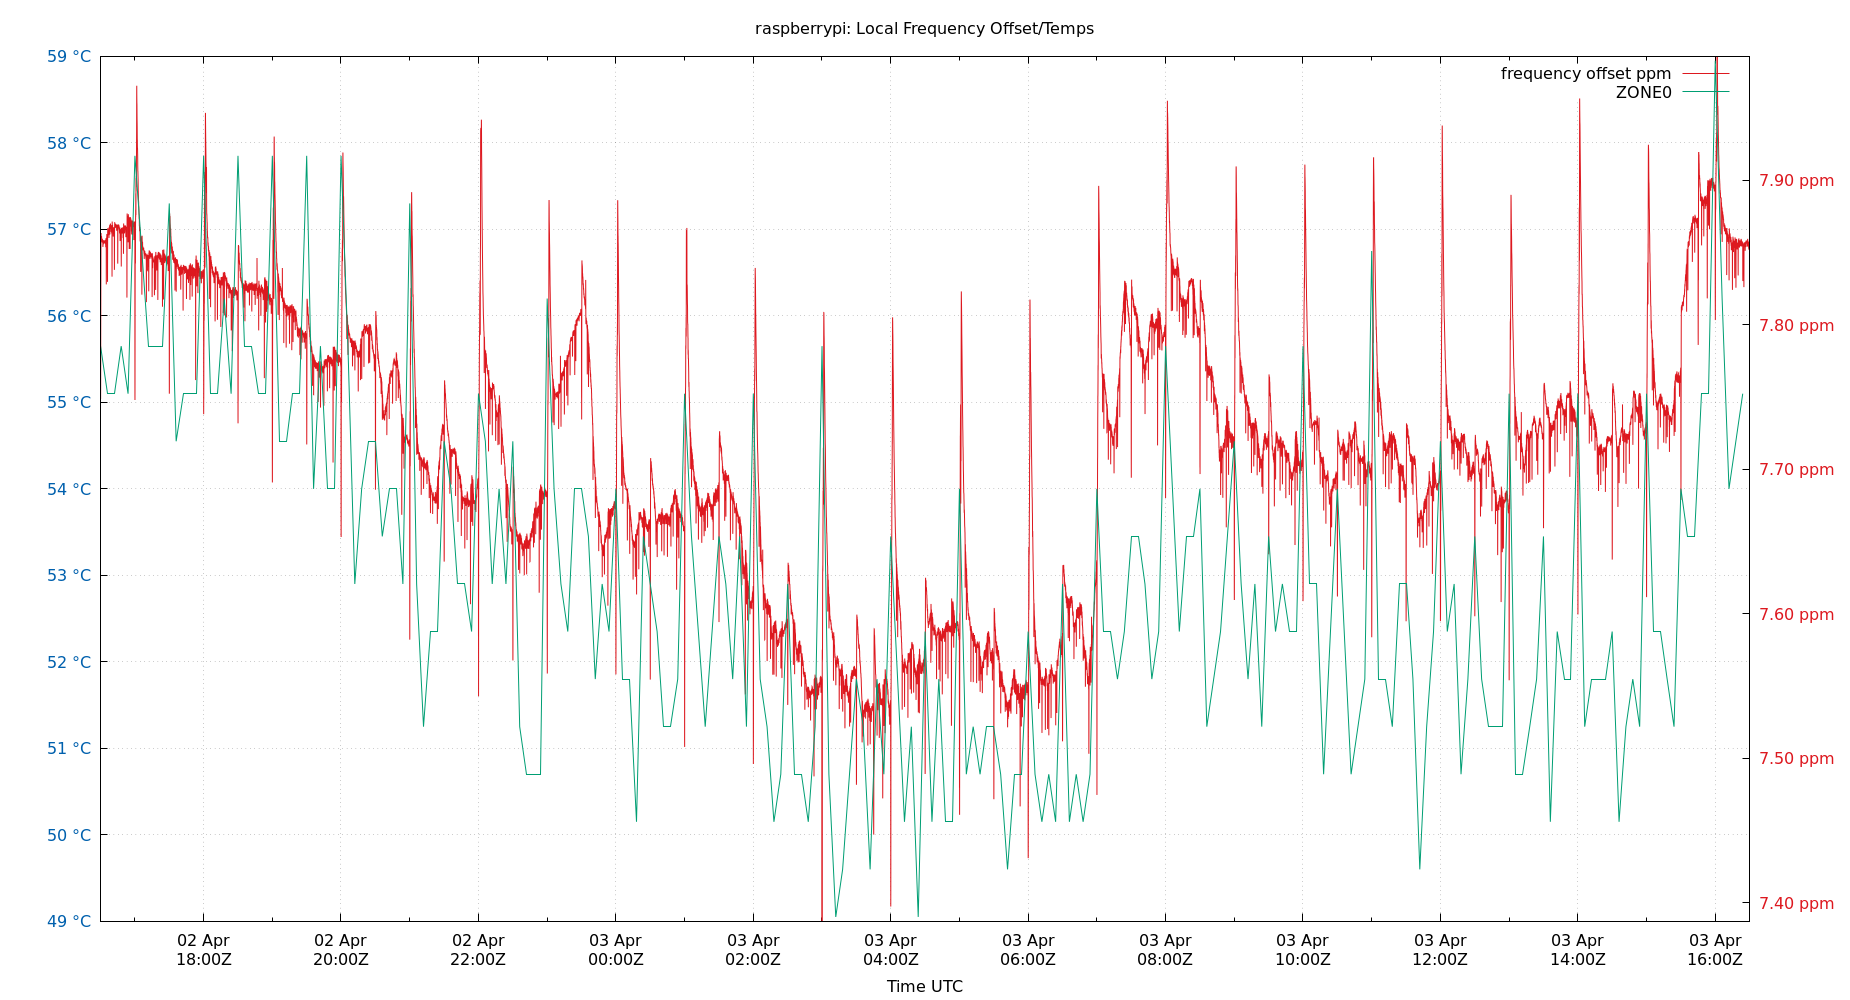 raspberrypi: Local Frequency Offset/Temps
59 °C
58 °C
57 °C
56 °C
55 °C
54 °C
53 °C
52 °C
51 °C
50 °C
49 °C
frequency offset ppm
ZONE0
7.90 ppm
7.80 ppm
7.70 ppm
7.60 ppm
7.50 ppm
7.40 ppm
02 Apr 02 Apr 02 Apr 03 Apr 03 Apr 03 Apr 03 Apr 03 Apr 03 Apr 03 Apr 03 Apr 03 Apr
18:00Z 20:00Z 22:00Z 00:00Z 02:00Z 04:00Z 06:00Z 08:00Z 10:00Z 12:00Z 14:00Z 16:00Z
Time UTC